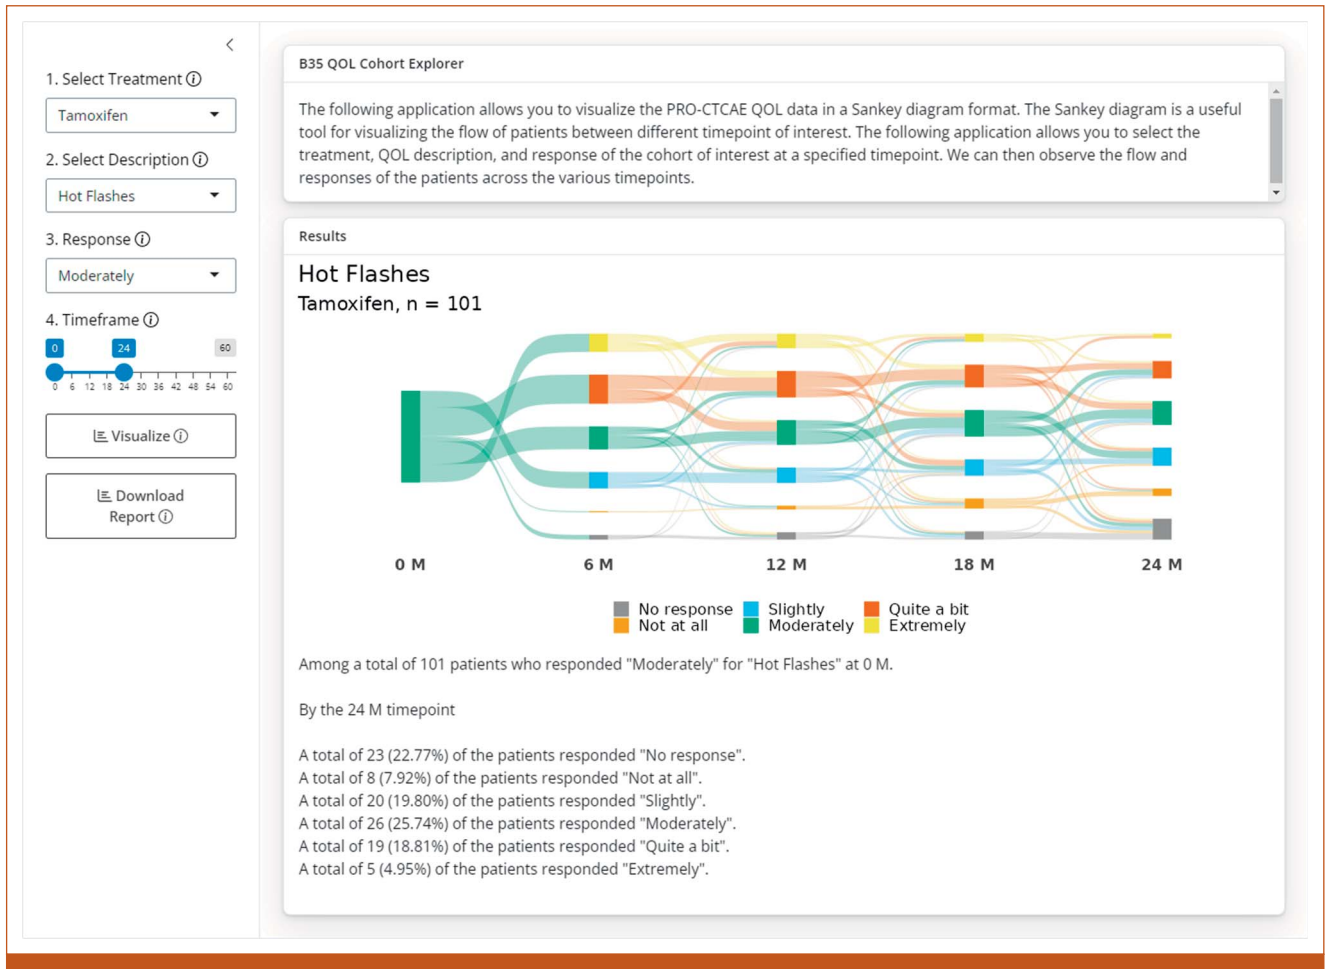 1. Select Treatment
Tamoxifen
2. Select Description
Hot Flashes
3. Response
Moderately
4. Timeframe
0 24 60
0 6 12 18 24 30 36 42 48 54 60
Visualize
Download
Report
B35 QOL Cohort Explorer
The following application allows you to visualize the PRO-CTCAE QOL data in a Sankey diagram format. The Sankey diagram is a useful
tool for visualizing the flow of patients between different timepoint of interest. The following application allows you to select the
treatment, QOL description, and response of the cohort of interest at a specified timepoint. We can then observe the flow and
responses of the patients across the various timepoints.
Results
Hot Flashes
Tamoxifen, n = 101
0 M 6 M 12 M 18 M 24 M
No response Slightly Quite a bit
Not at all Moderately Extremely
Among a total of 101 patients who responded "Moderately" for "Hot Flashes" at 0 M.
By the 24 M timepoint
A total of 23 (22.77%) of the patients responded "No response".
A total of 8 (7.92%) of the patients responded "Not at all".
A total of 20 (19.80%) of the patients responded "Slightly".
A total of 26 (25.74%) of the patients responded "Moderately".
A total of 19 (18.81%) of the patients responded "Quite a bit".
A total of 5 (4.95%) of the patients responded "Extremely".